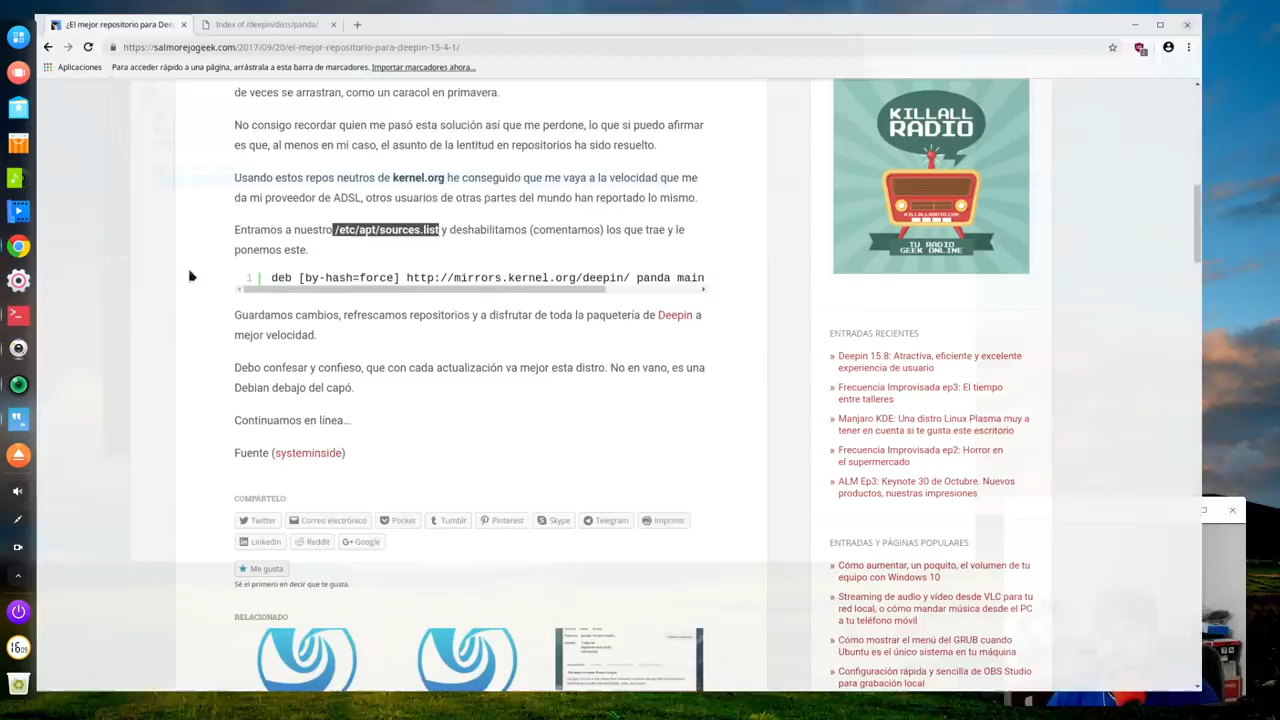 ¿El mejor repositorio para Dee
Index of /deepin/dists/panda/
https://salmorejogeek.com/2017/09/20/el-mejor-repositorio-para-deepin-15-4-1/
Aplicaciones
Para acceder rápido a una página, arrástrala a esta barra de marcadores. Importar marcadores ahora...
de veces se arrastran, como un caracol en primavera.
No consigo recordar quien me pasó esta solución así que me perdone, lo que si puedo afirmar
es que, al menos en mi caso, el asunto de la lentitud en repositorios ha sido resuelto.
Usando estos repos neutros de kernel.org he conseguido que me vaya a la velocidad que me
da mi proveedor de ADSL, otros usuarios de otras partes del mundo han reportado lo mismo.
Entramos a nuestro /etc/apt/sources.list y deshabilitamos (comentamos) los que trae y le
ponemos este.
1 deb [by-hash=force] http://mirrors.kernel.org/deepin/ panda main
Guardamos cambios, refrescamos repositorios y a disfrutar de toda la paquetería de Deepin a
mejor velocidad.
Debo confesar y confieso, que con cada actualización va mejor esta distro. No en vano, es una
Debian debajo del capó.
Continuamos en línea…
Fuente (systeminside)
COMPÁRTELO:
Twitter
Correo electrónico
Pocket
Tumblr
Pinterest
Skype
Telegram
Imprimir
LinkedIn
Reddit
Google
Me gusta
Sé el primero en decir que te gusta.
RELACIONADO
KILLALL
RADIO
KILLALLRADIO.COM
TU RADIO
GEEK ONLINE
ENTRADAS RECIENTES
» Deepin 15.8: Atractiva, eficiente y excelente
experiencia de usuario
» Frecuencia Improvisada ep3: El tiempo
entre talleres
» Manjaro KDE: Una distro Linux Plasma muy a
tener en cuenta si te gusta este escritorio
» Frecuencia Improvisada ep2: Horror en
el supermercado
» ALM Ep3: Keynote 30 de Octubre. Nuevos
productos, nuestras impresiones
ENTRADAS Y PÁGINAS POPULARES
» Cómo aumentar, un poquito, el volumen de tu
equipo con Windows 10
» Streaming de audio y vídeo desde VLC para tu
red local, o cómo mandar música desde el PC
a tu teléfono móvil
» Cómo mostrar el menú del GRUB cuando
Ubuntu es el único sistema en tu máquina
» Configuración rápida y sencilla de OBS Studio
para grabación local
16:09